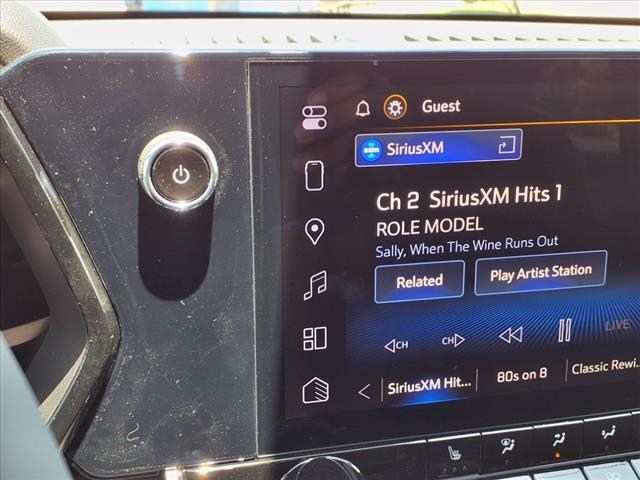 Guest
SXM SiriusXM
Ch 2 SiriusXM Hits 1
ROLE MODEL
Sally, When The Wine Runs Out
Related
Play Artist Station
CH
CH
LIVE
SiriusXM Hit...
80s on 8
Classic Rewi...